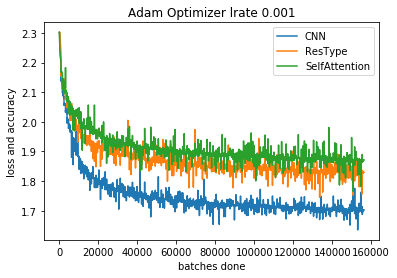 Adam Optimizer lrate 0.001
2.3
2.2
2.1
2.0
1.9
1.8
1.7
loss and accuracy
CNN
ResType
SelfAttention
0 20000 40000 60000 80000 100000 120000 140000 160000
batches done